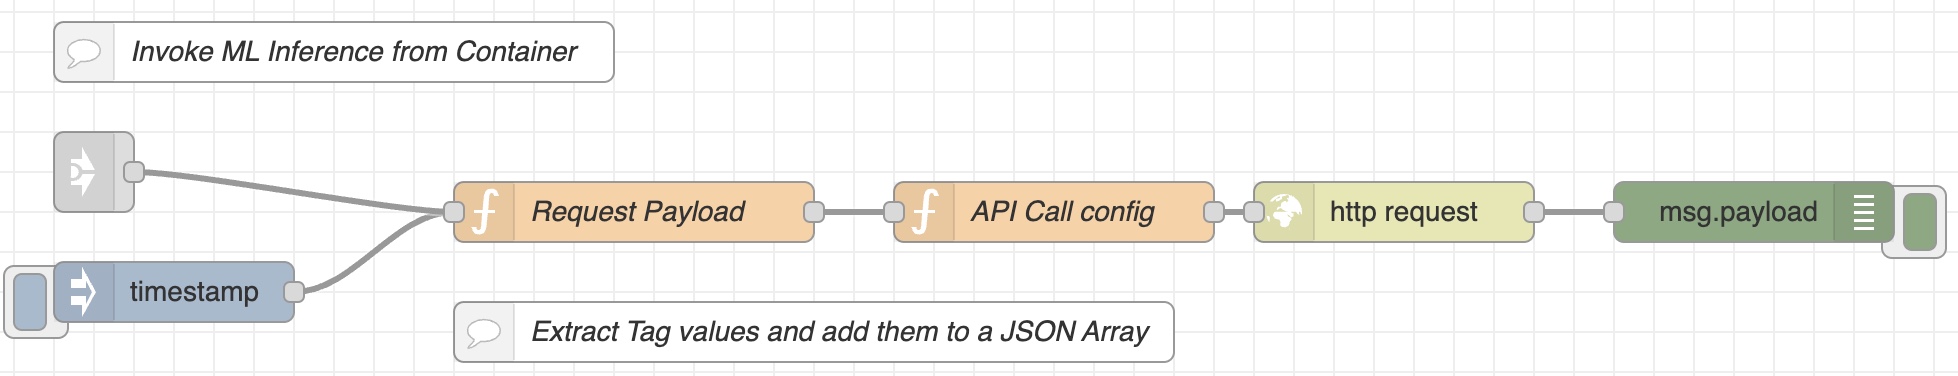 Invoke ML Inference from Container
Request Payload
API Call config
http request
msg.payload
timestamp
Extract Tag values and add them to a JSON Array